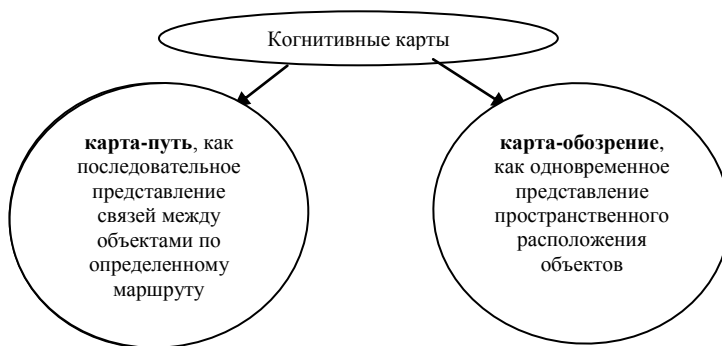 Когнитивные карты
карта-путь, как
последовательное
представление
связей между
объектами по
определенному
маршруту
карта-обозрение,
как одновременное
представление
пространственного
расположения
объектов